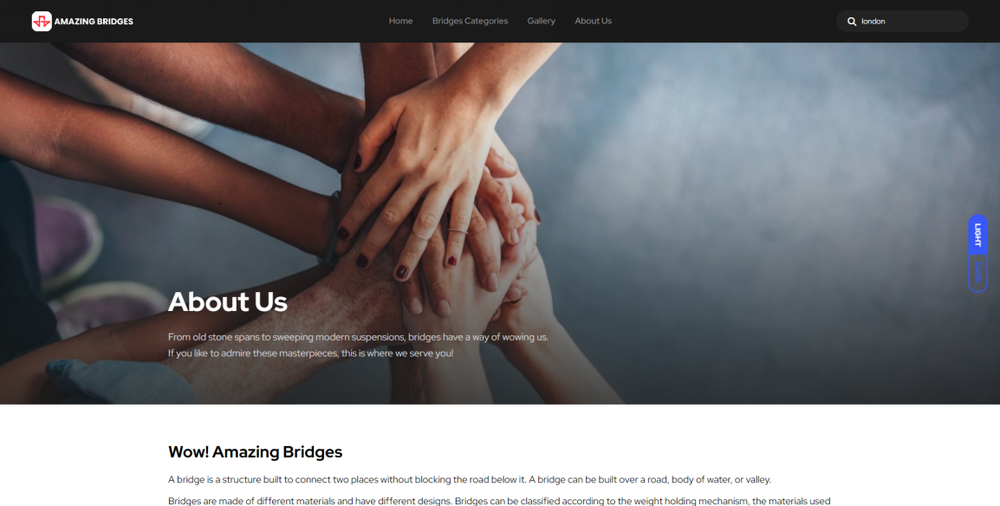 AMAZING BRIDGES
Home
Bridges Categories
Gallery
About Us
london
LIGHT
DARK
About Us
From old stone spans to sweeping modern suspensions, bridges have a way of wowing us.
If you like to admire these masterpieces, this is where we serve you!
Wow! Amazing Bridges
A bridge is a structure built to connect two places without blocking the road below it. A bridge can be built over a road, body of water, or valley.
Bridges are made of different materials and have different designs. Bridges can be classified according to the weight holding mechanism, the materials used